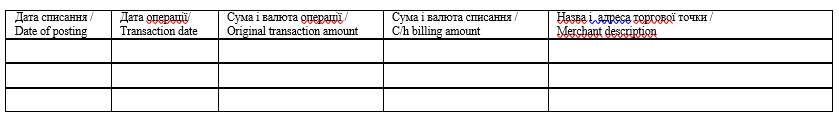 Дата списання /
Date of posting
Дата операції/
Transaction date
Сума і валюта операції /
Original transaction amount
Сума і валюта списання /
C/h billing amount
Назва і  адреса торгової точки /
Merchant description